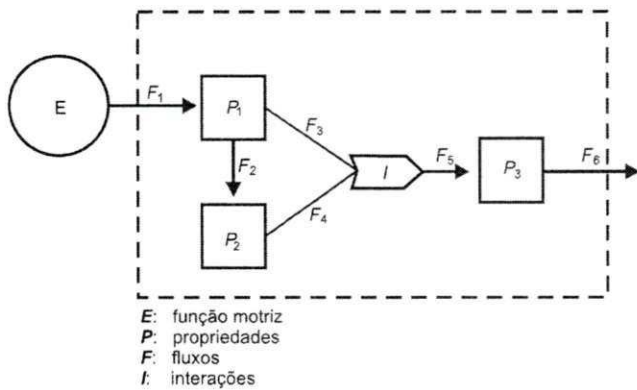 E
F₁
P₁
F₃
F₂
I
F₅
P₃
F₆
F₄
P₂
E: função motriz
P: propriedades
F: fluxos
I: interações